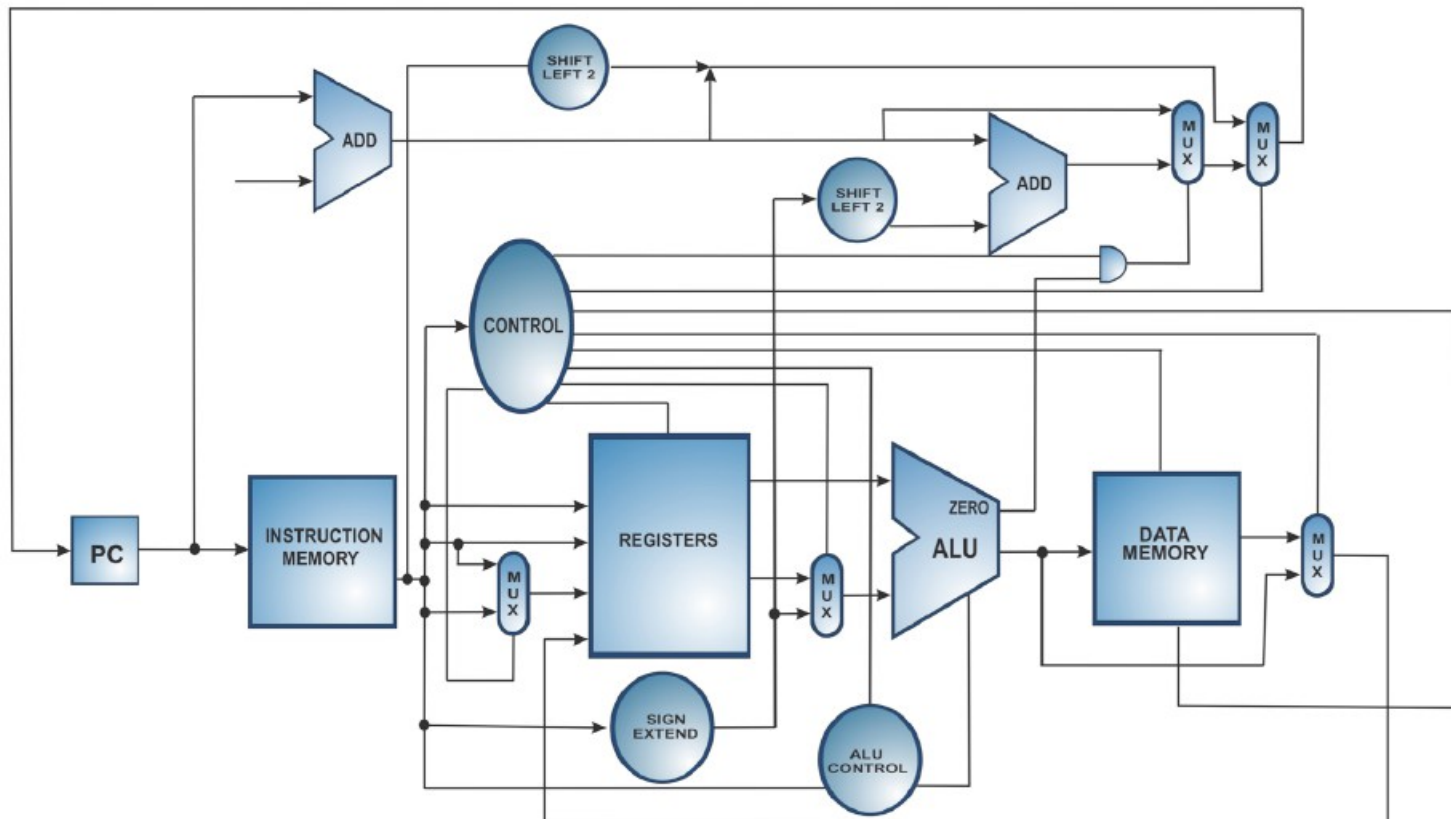 SHIFT
LEFT 2
ADD
M
U
X
M
U
X
SHIFT
LEFT 2
ADD
CONTROL
PC
INSTRUCTION
MEMORY
REGISTERS
ZERO
ALU
DATA
MEMORY
M
U
X
M
U
X
M
U
X
SIGN
EXTEND
ALU
CONTROL